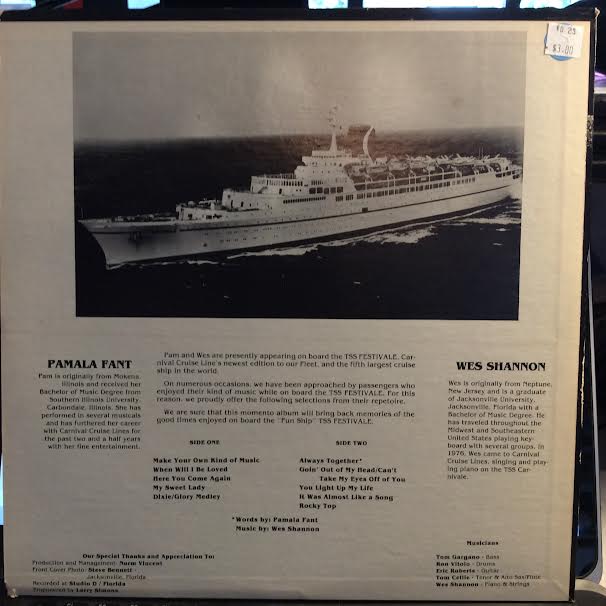 10.25
$3.00
PAMALA FANT
Pam is originally from Mokena,
Illinois and received her
Bachelor of Music Degree from
Southern Illinois University,
Carbondale, Illinois. She has
performed in several musicals
and has furthered her career
with Carnival Cruise Lines for
the past two and a half years
with her fine entertainment.
Pam and Wes are presently appearing on board the TSS FESTIVALE, Car-
nival Cruise Line's newest edition to our Fleet, and the fifth largest cruise
ship in the world.
On numerous occasions, we have been approached by passengers who
enjoyed their kind of music while on board the TSS FESTIVALE. For this
reason, we proudly offer the following selections from their repetoire.
We are sure that this momento album will bring back memories of the
good times enjoyed on board the "Fun Ship" TSS FESTIVALE.
WES SHANNON
Wes is originally from Neptune,
New Jersey and is a graduate
of Jacksonville University,
Jacksonville, Florida with a
Bachelor of Music Degree. He
has traveled throughout the
Midwest and Southeastern
United States playing key-
board with several groups. In
1976, Wes came to Carnival
Cruise Lines, singing and play-
ing piano on the TSS Car-
nivale.
SIDE ONE
Make Your Own Kind of Music
When Will I Be Loved
Here You Come Again
My Sweet Lady
Dixie/Glory Medley
SIDE TWO
Always Together*
Goin' Out of My Head/Can't
Take My Eyes Off of You
You Light Up My Life
It Was Almost Like a Song
Rocky Top
*Words by: Pamala Fant
Music by: Wes Shannon
Our Special Thanks and Appreciation To:
Production and Management: Norm Vincent
Front Cover Photo: Steve Bennett -
Jacksonville, Florida
Recorded at Studio D / Florida
Engineered by Larry
Musicians
Tom Gargano - Bass
Ron Vitolo - Drums
Eric Roberts - Guitar
Tom Collie - Tenor & Alto Sax/Flute
Wes Shannon - Piano & Strings